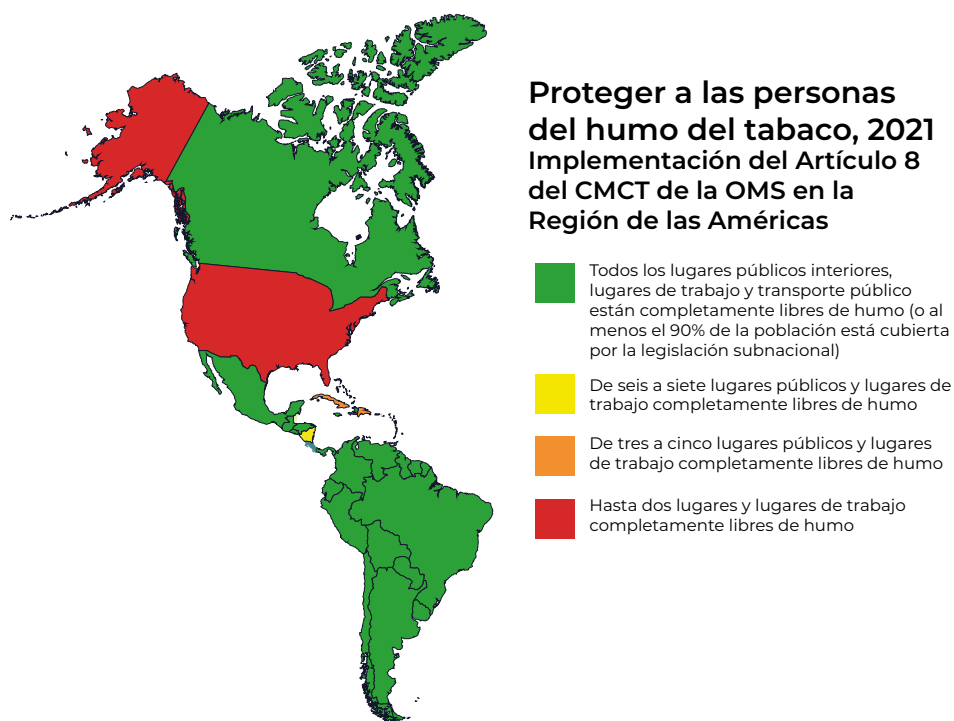 Proteger a las personas
del humo del tabaco, 2021
Implementación del Artículo 8
del CMCT de la OMS en la
Región de las Américas
Todos los lugares públicos interiores,
lugares de trabajo y transporte público
están completamente libres de humo (o al
menos el 90% de la población está cubierta
por la legislación subnacional)
De seis a siete lugares públicos y lugares de
trabajo completamente libres de humo
De tres a cinco lugares públicos y lugares
de trabajo completamente libres de humo
Hasta dos lugares y lugares de trabajo
completamente libres de humo